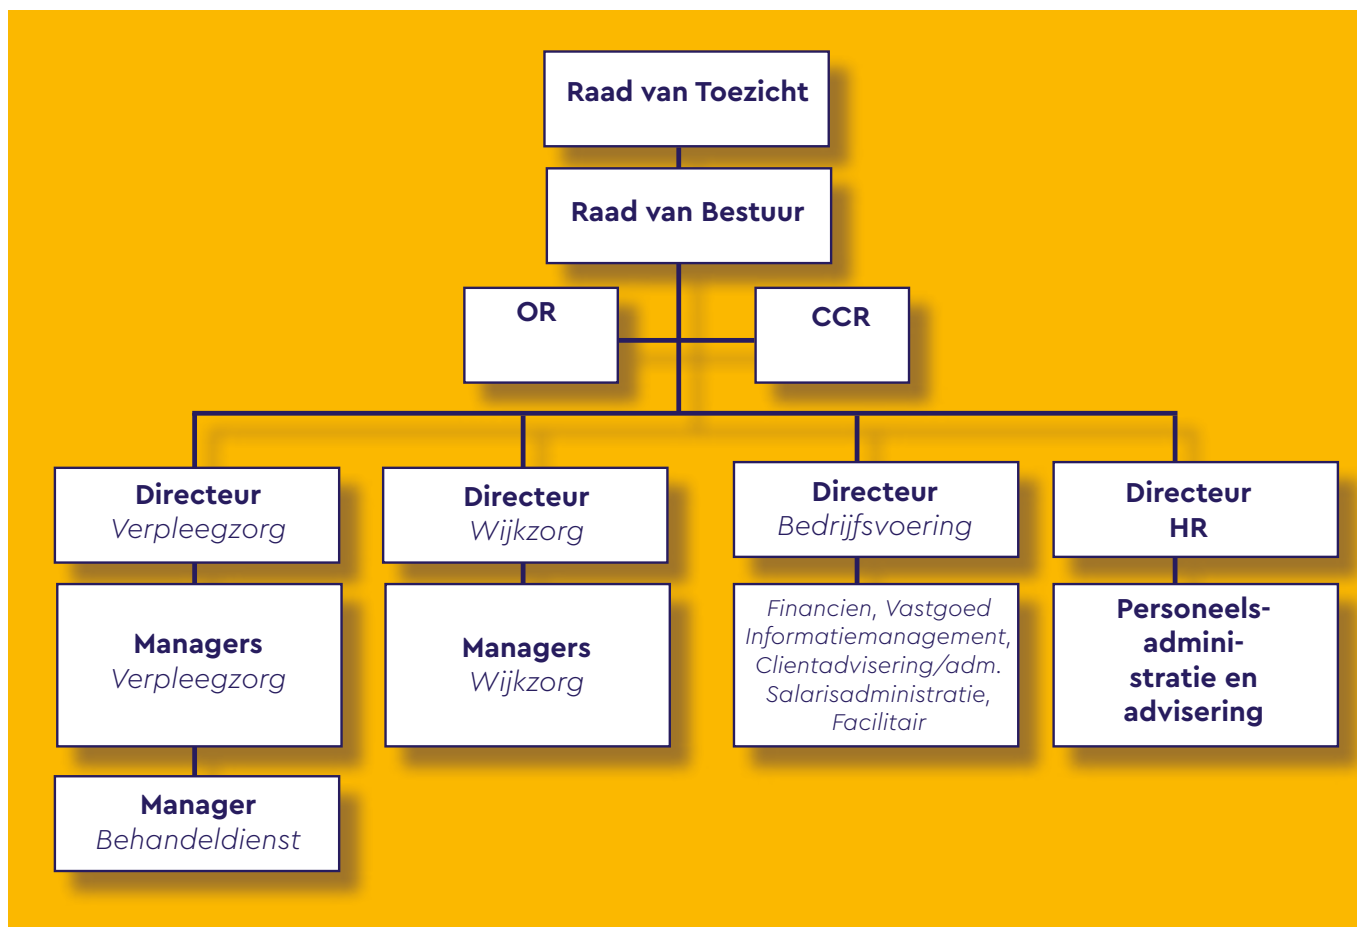 Raad van Toezicht
Raad van Bestuur
OR
CCR
Directeur
Verpleegzorg
Directeur
Wijkzorg
Directeur
Bedrijfsvoering
Directeur
HR
Managers
Verpleegzorg
Managers
Wijkzorg
Financien, Vastgoed
Informatiemanagement,
Clientadvisering/adm.
Salarisadministratie,
Facilitair
Personeels-
admini-
stratie en
advisering
Manager
Behandeldienst